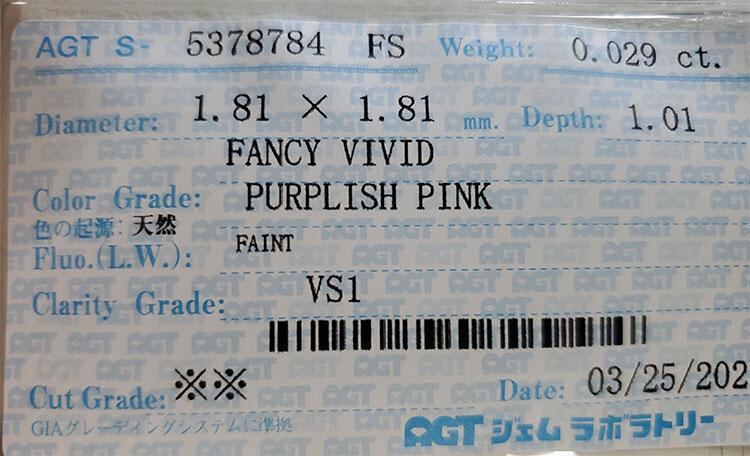 AGT S- 5378784 FS Weight: 0.029 ct.
Diameter: 1.81 × 1.81 mm. Depth: 1.01
FANCY VIVID
Color Grade: PURPLISH PINK
色の起源: 天然
Fluo.(L.W.): FAINT
Clarity Grade: VS1
Cut Grade: ※※ Date: 03/25/202
GIAグレーディングシステムに準拠
AGT ジェム ラボラトリー